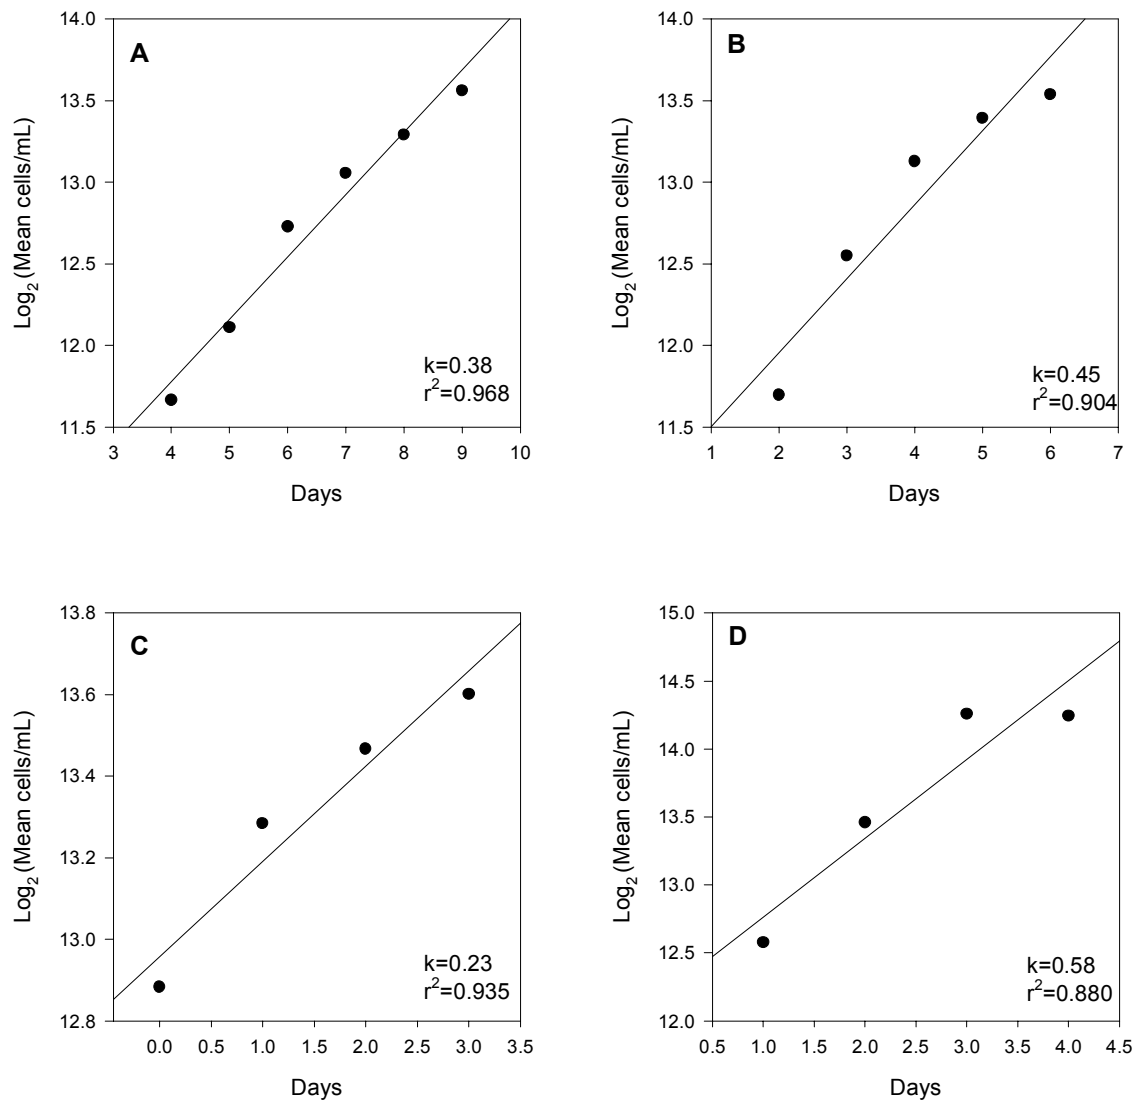 A
14.0
13.5
13.0
12.5
12.0
11.5
Log2 (Mean cells/mL)
k=0.38
r2=0.968
3 4 5 6 7 8 9 10
Days
B
14.0
13.5
13.0
12.5
12.0
11.5
Log2 (Mean cells/mL)
k=0.45
r2=0.904
1 2 3 4 5 6 7
Days
C
13.8
13.6
13.4
13.2
13.0
12.8
Log2 (Mean cells/mL)
k=0.23
r2=0.935
0.0 0.5 1.0 1.5 2.0 2.5 3.0 3.5
Days
D
15.0
14.5
14.0
13.5
13.0
12.5
12.0
Log2 (Mean cells/mL)
k=0.58
r2=0.880
0.5 1.0 1.5 2.0 2.5 3.0 3.5 4.0 4.5
Days